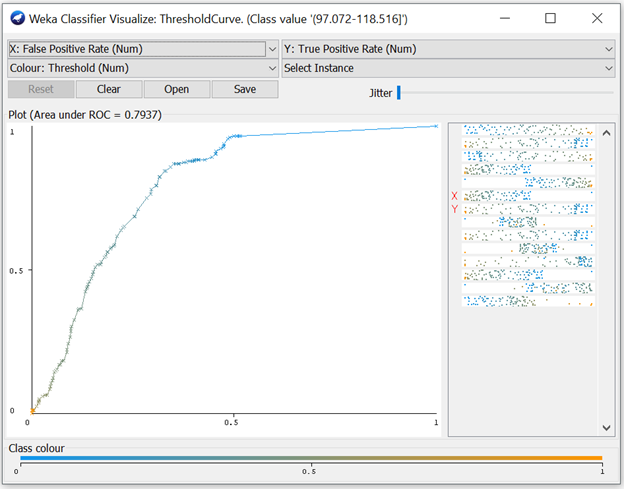 Weka Classifier Visualize: ThresholdCurve. (Class value '(97.072-118.516]')
X: False Positive Rate (Num)
Y: True Positive Rate (Num)
Colour: Threshold (Num)
Select Instance
Reset
Clear
Open
Save
Jitter
Plot (Area under ROC = 0.7937)
1
0.5
0
0
0.5
1
X
Y
Class colour
0
0.5
1